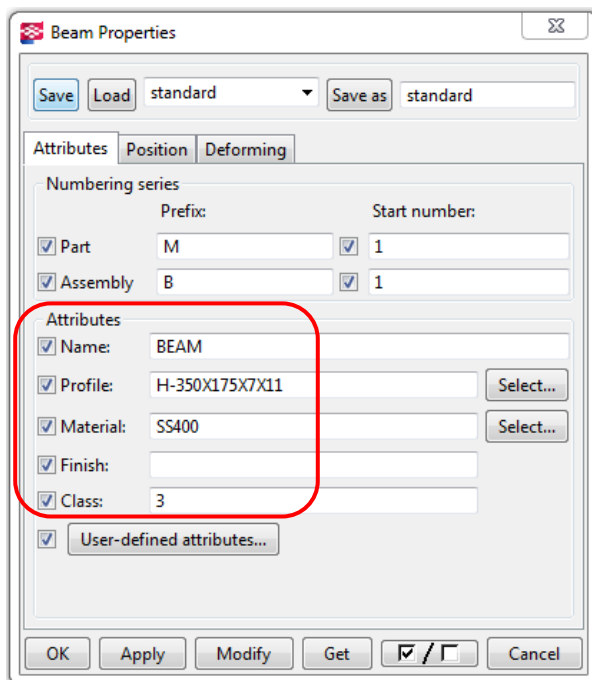 Beam Properties
Save Load standard Save as standard
Attributes Position Deforming
Numbering series
Prefix: Start number:
Part M 1
Assembly B 1
Attributes
Name: BEAM
Profile: H-350X175X7X11 Select...
Material: SS400 Select...
Finish:
Class: 3
User-defined attributes...
OK Apply Modify Get / Cancel